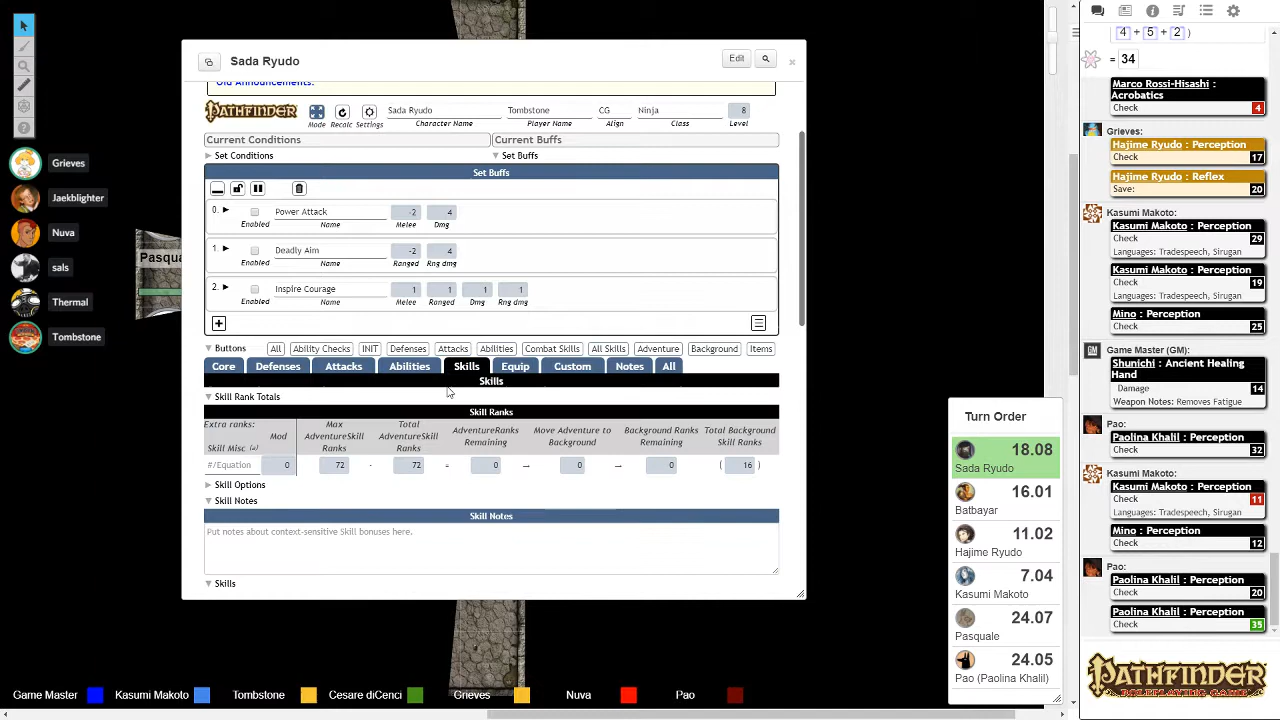 Sada Ryudo
Edit
Old Announcements:
PATHFINDER
Mode
Recalc
Settings
Sada Ryudo
Character Name
Tombstone
Player Name
CG
Align
Ninja
Class
8
Level
Current Conditions
Current Buffs
Set Conditions
Set Buffs
Set Buffs
0.
Enabled
Power Attack
Name
-2
Melee
4
Dmg
1.
Enabled
Deadly Aim
Name
-2
Ranged
4
Rng dmg
2.
Enabled
Inspire Courage
Name
1
Melee
1
Ranged
1
Dmg
1
Rng dmg
Buttons All Ability Checks INIT Defenses Attacks Abilities Combat Skills All Skills Adventure Background Items
Core Defenses Attacks Abilities Skills Equip Custom Notes All
Skills
Skill Rank Totals
Skill Ranks
Extra ranks:
Skill Misc
Mod
Max
AdventureSkill
Ranks
Total
AdventureSkill
Ranks
AdventureRanks
Remaining
Move Adventure to
Background
Background Ranks
Remaining
Total Background
Skill Ranks
#/Equation 0 72 - 72 = 0 → 0 → 0 ( 16 )
Skill Options
Skill Notes
Skill Notes
Put notes about context-sensitive Skill bonuses here.
Skills
Grieves
Jaekblighter
Nuva
sals
Thermal
Tombstone
Pasqua
Turn Order
18.08
Sada Ryudo
16.01
Batbayar
11.02
Hajime Ryudo
7.04
Kasumi Makoto
24.07
Pasquale
24.05
Pao (Paolina Khalil)
Game Master
Kasumi Makoto
Tombstone
Cesare diCenci
Grieves
Nuva
Pao
4 + 5 + 2 )
= 34
Marco Rossi-Hisashi :
Acrobatics
Check 4
Grieves:
Hajime Ryudo : Perception
Check 17
Hajime Ryudo : Reflex
Save: 20
Kasumi Makoto:
Kasumi Makoto : Perception
Check 29
Languages: Tradespeech, Sirugan
Kasumi Makoto : Perception
Check 19
Languages: Tradespeech, Sirugan
Mino : Perception
Check 25
GM
Game Master (GM):
Shunichi : Ancient Healing
Hand
Damage 14
Weapon Notes: Removes Fatigue
Pao:
Paolina Khalil : Perception
Check 32
Kasumi Makoto:
Kasumi Makoto : Perception
Check 11
Languages: Tradespeech, Sirugan
Mino : Perception
Check 12
Pao:
Paolina Khalil : Perception
Check 20
Paolina Khalil : Perception
Check 35
PATHFINDER
ROLEPLAYING GAME